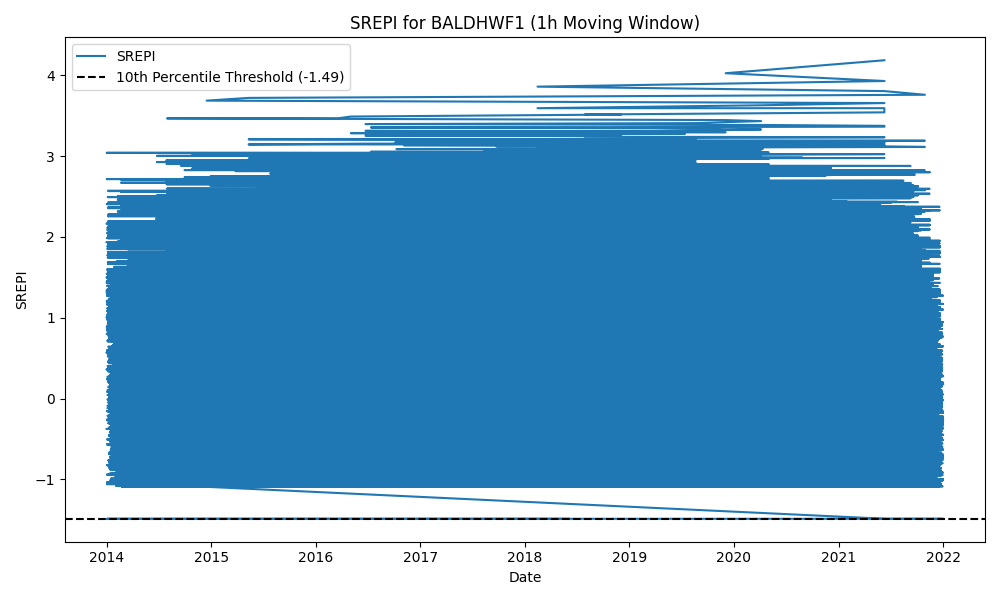 SREPI for BALDHWF1 (1h Moving Window)
SREPI
10th Percentile Threshold (-1.49)
4
3
2
1
0
−1
SREPI
2014 2015 2016 2017 2018 2019 2020 2021 2022
Date